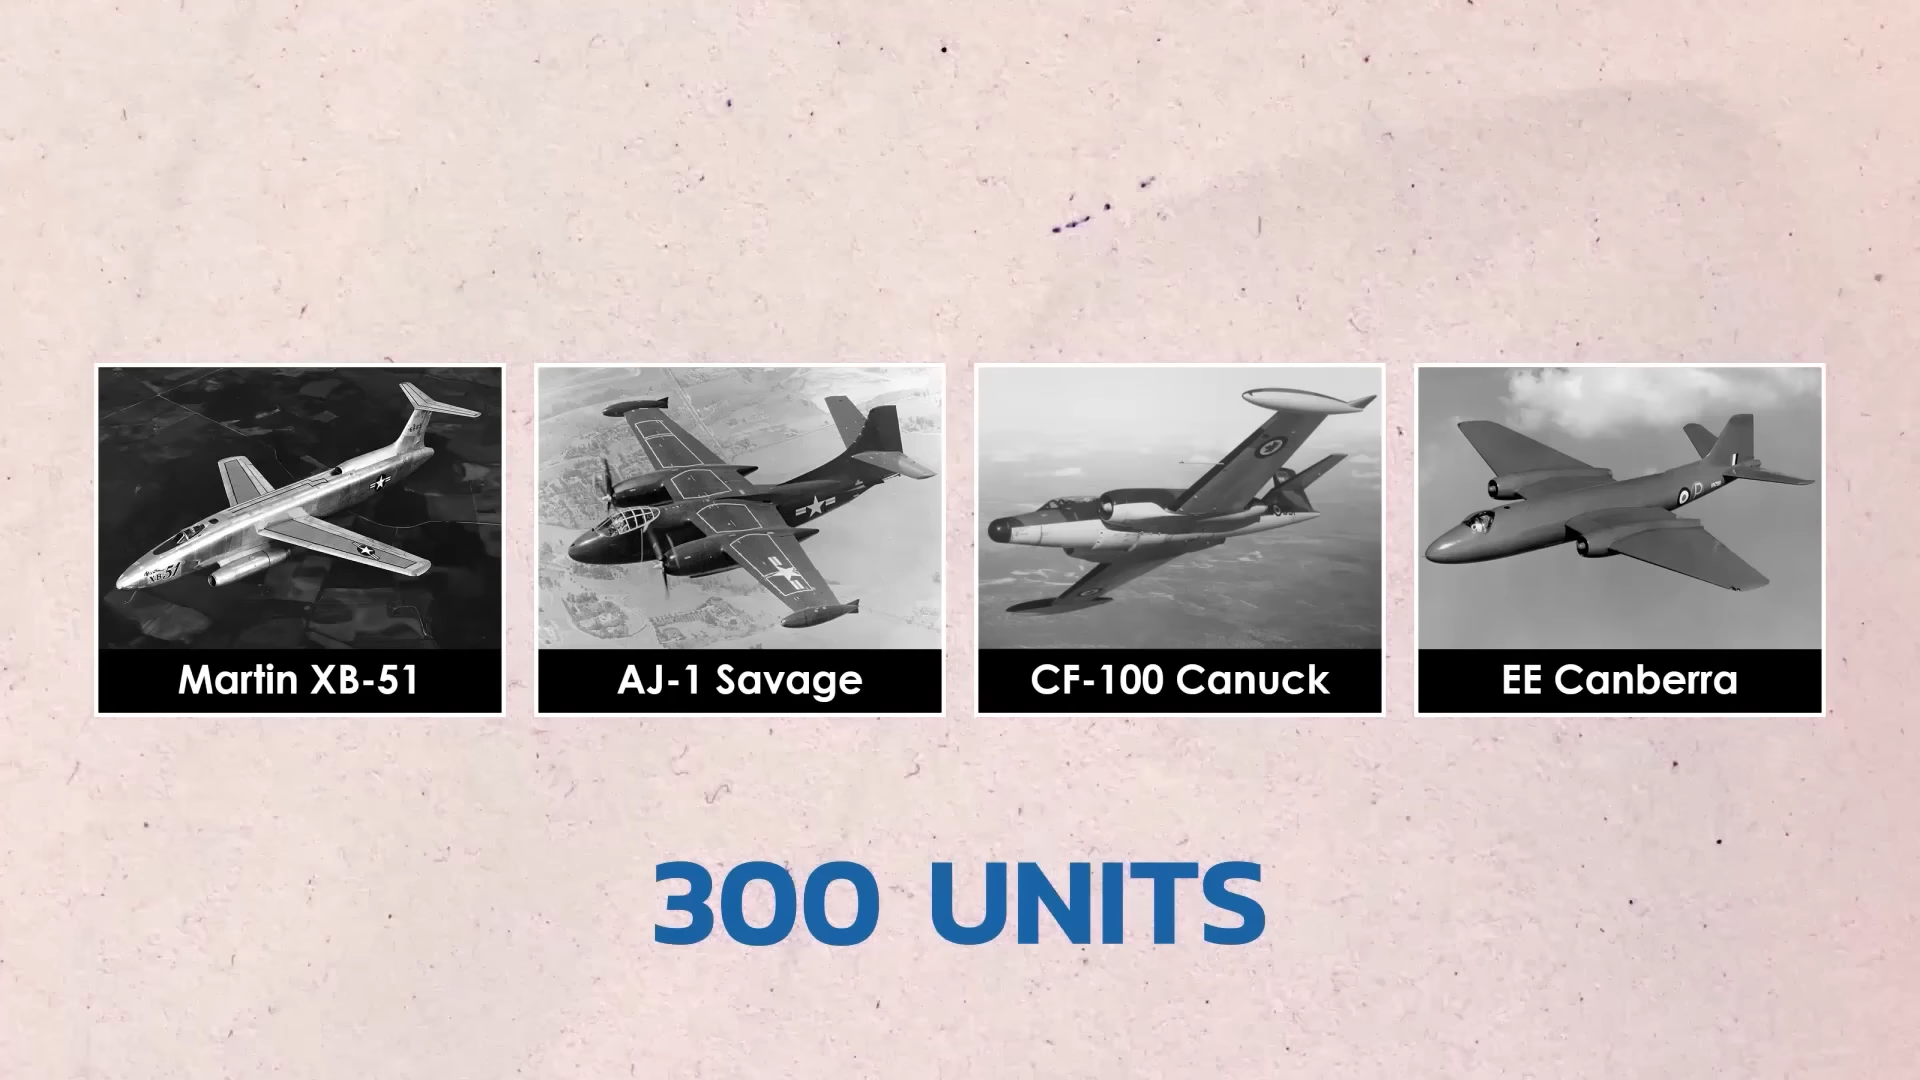 Martin XB-51
AJ-1 Savage
CF-100 Canuck
EE Canberra
300 UNITS